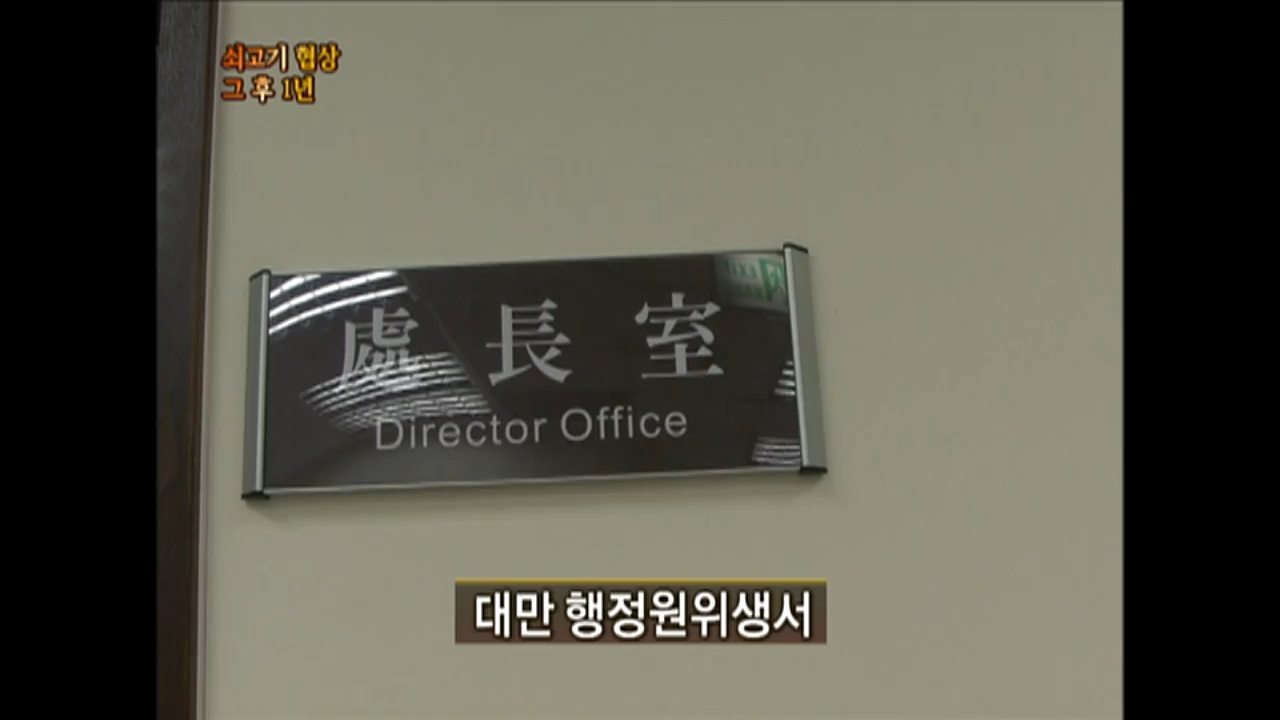 쇠고기 협상
그 후 1년
處長室
Director Office
대만 행정원위생서